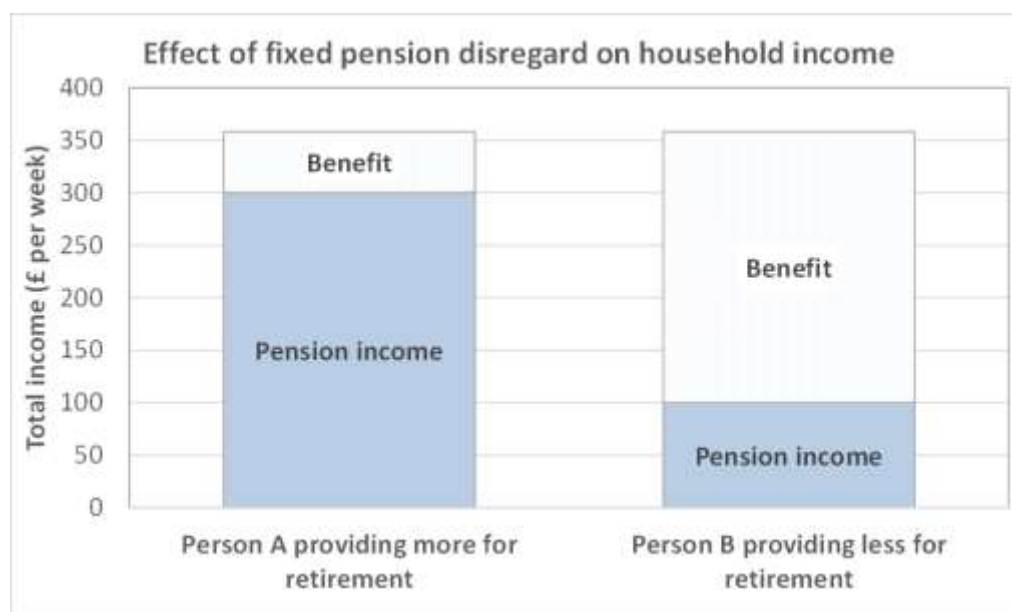 Effect of fixed pension disregard on household income
Total income (£ per week)
400
350
300
250
200
150
100
50
0
Benefit
Pension income
Benefit
Pension income
Person A providing more for
retirement
Person B providing less for
retirement